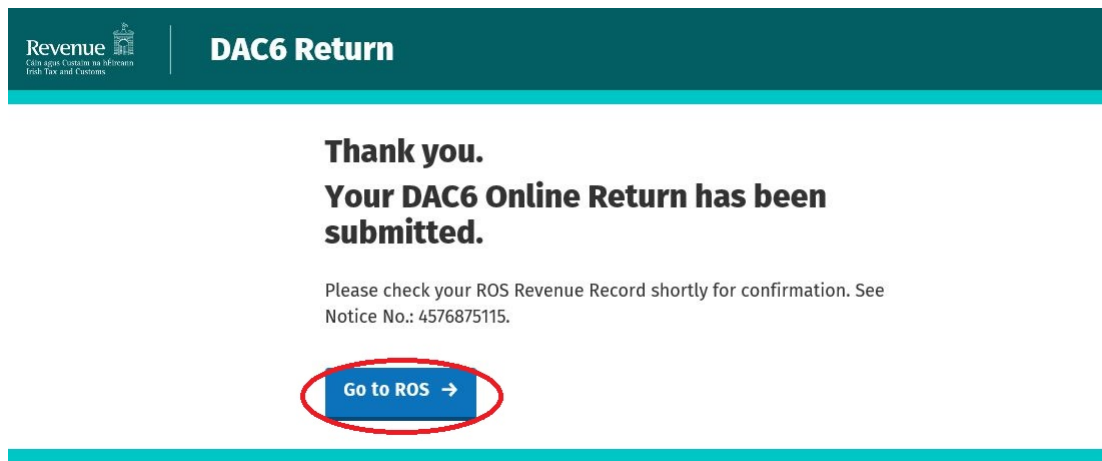 Revenue
Cáin agus Custaim na hÉireann
Irish Tax and Customs
DAC6 Return
Thank you.
Your DAC6 Online Return has been
submitted.
Please check your ROS Revenue Record shortly for confirmation. See
Notice No.: 4576875115.
Go to ROS →